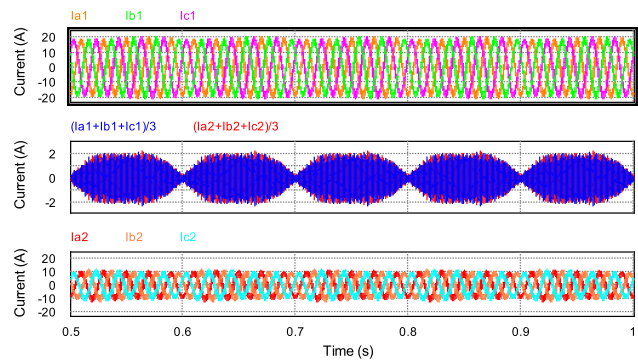 Ia1 Ib1 Ic1
Current (A)
20
10
0
-10
-20
(Ia1+Ib1+Ic1)/3 (Ia2+Ib2+Ic2)/3
Current (A)
2
0
-2
Ia2 Ib2 Ic2
Current (A)
20
10
0
-10
-20
0.5 0.6 0.7 0.8 0.9 1
Time (s)